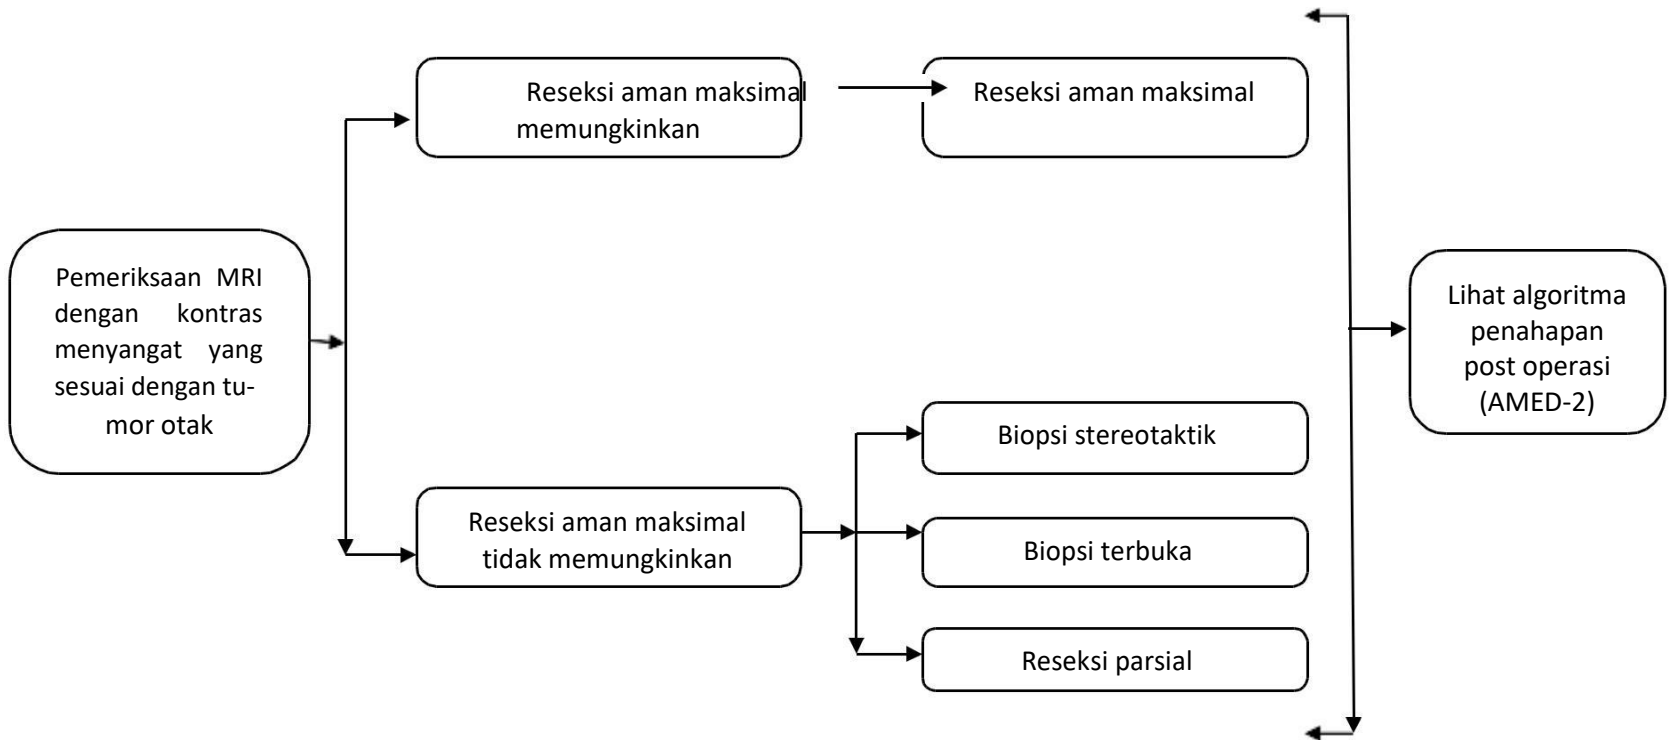 Pemeriksaan MRI
dengan kontras
menyangat yang
sesuai dengan tu-
mor otak
Reseksi aman maksimal
memungkinkan
Reseksi aman maksimal
Reseksi aman maksimal
tidak memungkinkan
Biopsi stereotaktik
Biopsi terbuka
Reseksi parsial
Lihat algoritma
penahapan
post operasi
(AMED-2)